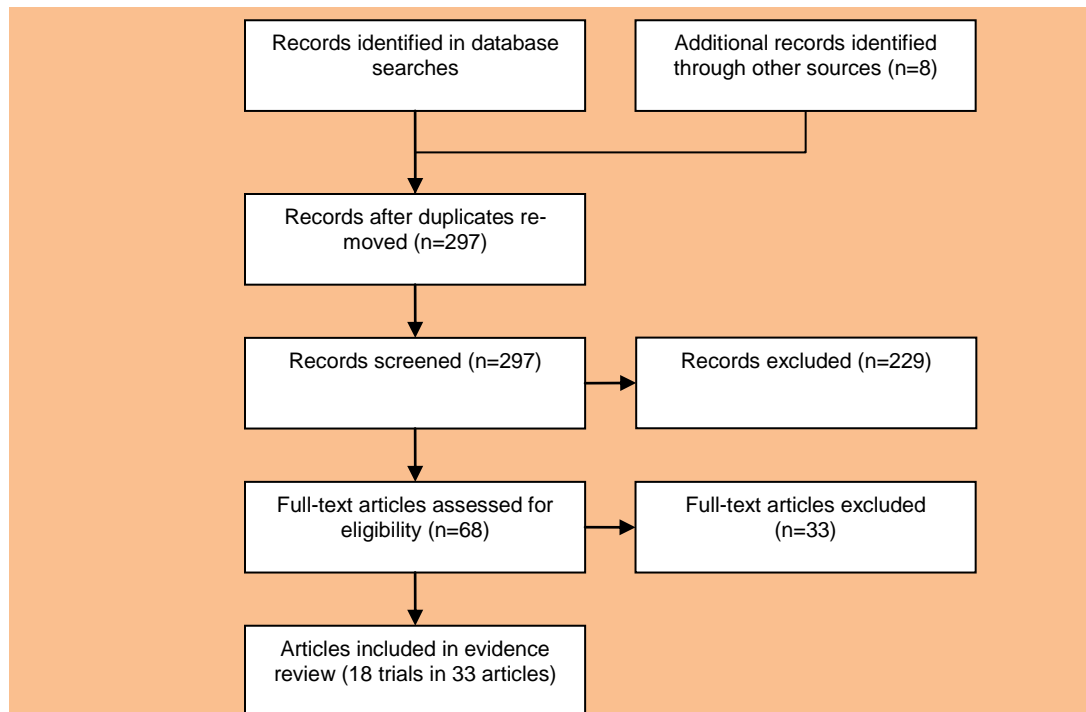 Records identified in database
searches
Additional records identified
through other sources (n=8)
Records after duplicates re-
moved (n=297)
Records screened (n=297)
Records excluded (n=229)
Full-text articles assessed for
eligibility (n=68)
Full-text articles excluded
(n=33)
Articles included in evidence
review (18 trials in 33 articles)